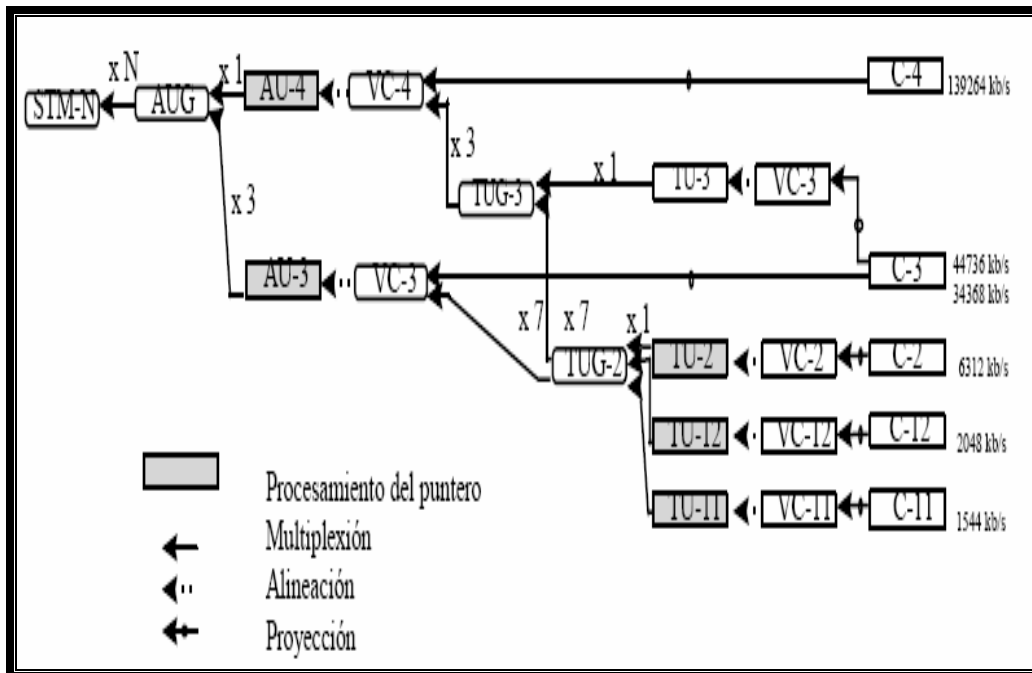 x N
x 1
AU-4
VC-4
C-4
139264 kb/s
STM-N
AUG
x 3
x 1
TUG-3
TU-3
VC-3
x 3
AU-3
VC-3
C-3
44736 kb/s
34368 kb/s
x 7
x 7
x 1
TUG-2
TU-2
VC-2
C-2
6312 kb/s
TU-12
VC-12
C-12
2048 kb/s
TU-11
VC-11
C-11
1544 kb/s
Procesamiento del puntero
Multiplexión
Alineación
Proyección